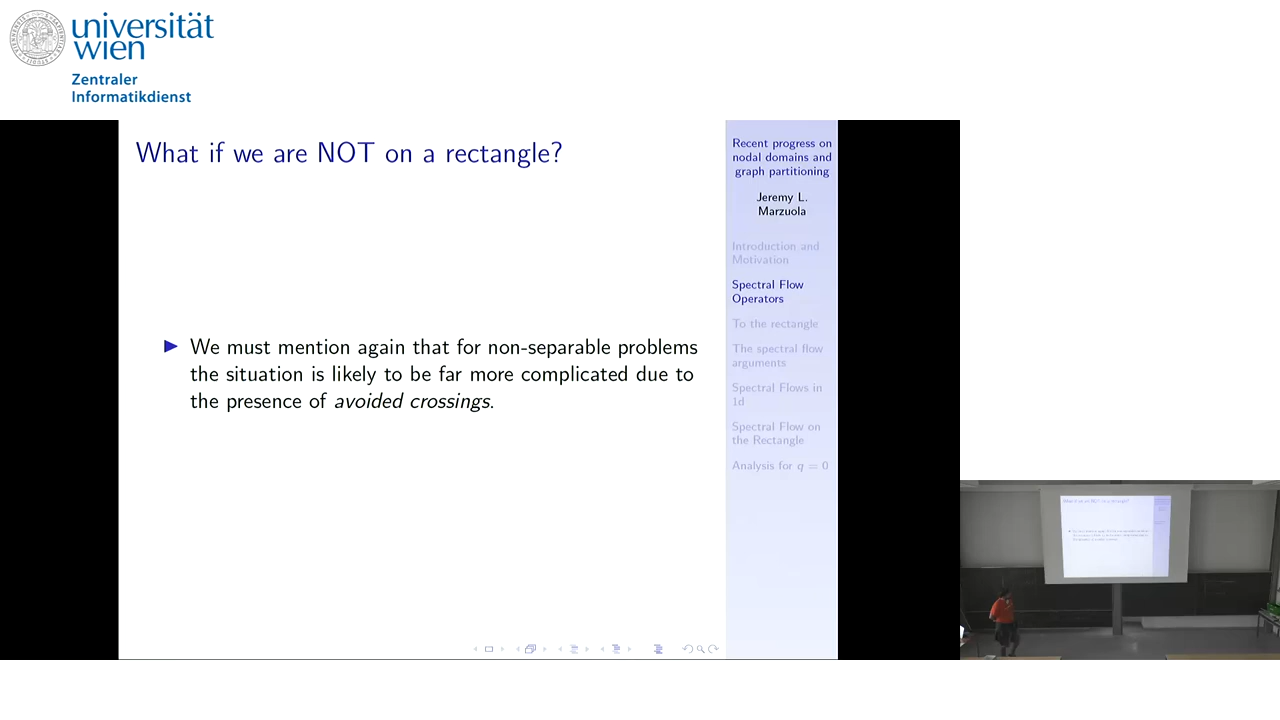 universität
wien
Zentraler
Informatikdienst
What if we are NOT on a rectangle?
▶ We must mention again that for non-separable problems
the situation is likely to be far more complicated due to
the presence of avoided crossings.
Recent progress on
nodal domains and
graph partitioning
Jeremy L.
Marzuola
Introduction and
Motivation
Spectral Flow
Operators
To the rectangle
The spectral flow
arguments
Spectral Flows in
1d
Spectral Flow on
the Rectangle
Analysis for q = 0